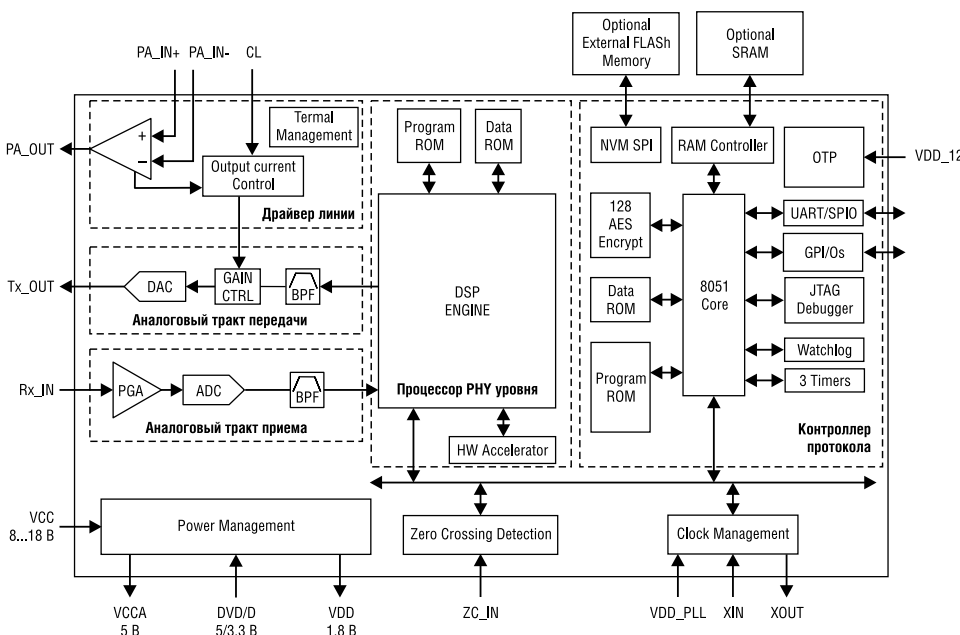 PA_IN+ PA_IN- CL
Optional
External FLASh
Memory
Optional
SRAM
Termal
Management
+
−
PA_OUT
Output current
Control
Драйвер линии
Program
ROM
Data
ROM
NVM SPI
RAM Controller
OTP
VDD_12
128
AES
Encrypt
UART/SPIO
GPI/Os
8051
Core
Data
ROM
JTAG
Debugger
Watchlog
3 Timers
Program
ROM
Контроллер
протокола
Tx_OUT
DAC
GAIN
CTRL
BPF
Аналоговый тракт передачи
DSP
ENGINE
Процессор PHY уровня
HW Accelerator
Rx_IN
PGA
ADC
BPF
Аналоговый тракт приема
VCC
8...18 В
Power Management
Zero Crossing Detection
Clock Management
VCCA
5 В
DVD/D
5/3.3 В
VDD
1.8 В
ZC_IN
VDD_PLL
XIN
XOUT